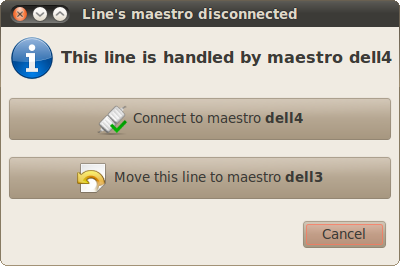 Line's maestro disconnected
This line is handled by maestro dell4
Connect to maestro dell4
Move this line to maestro dell3
Cancel